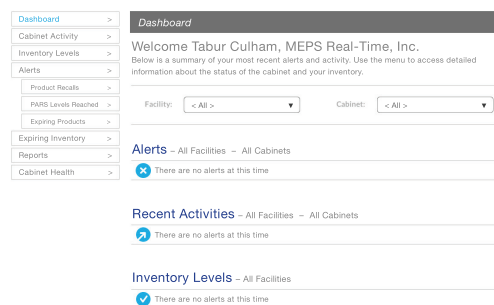 Dashboard >
Cabinet Activity >
Inventory Levels >
Alerts >
Product Recalls >
PARS Levels Reached >
Expiring Products >
Expiring Inventory >
Reports >
Cabinet Health >
Dashboard
Welcome Tabur Culham, MEPS Real-Time, Inc.
Below is a summary of your most recent alerts and activity. Use the menu to access detailed
information about the status of the cabinet and your inventory.
Facility: < All > Cabinet: < All >
Alerts – All Facilities – All Cabinets
There are no alerts at this time
Recent Activities – All Facilities – All Cabinets
There are no alerts at this time
Inventory Levels – All Facilities
There are no alerts at this time